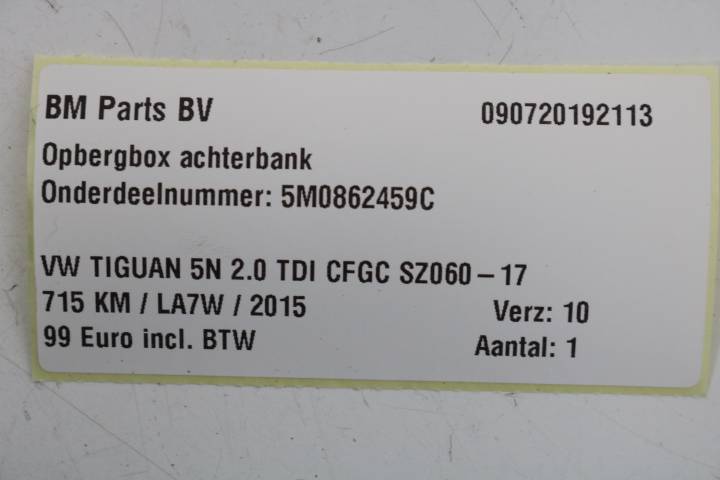 BM Parts BV 090720192113
Opbergbox achterbank
Onderdeelnummer: 5M0862459C
VW TIGUAN 5N 2.0 TDI CFGC SZ060 – 17
715 KM / LA7W / 2015 Verz: 10
99 Euro incl. BTW Aantal: 1